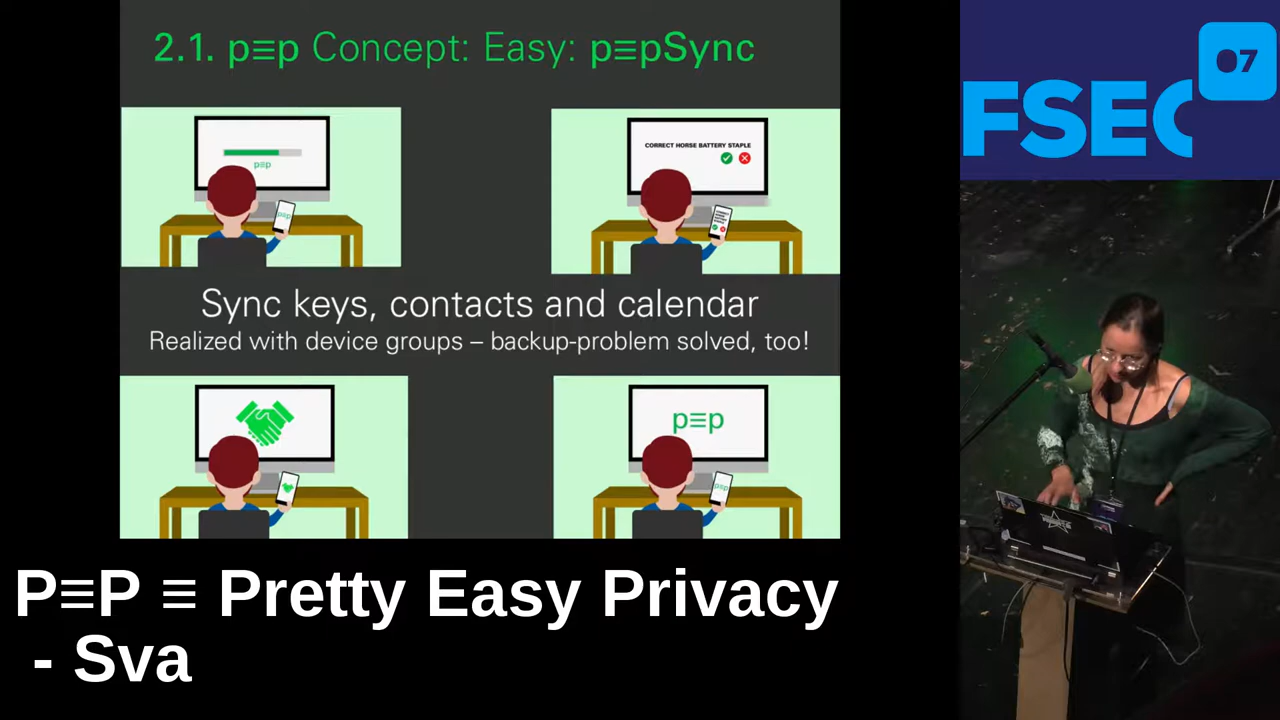 2.1. p≡p Concept: Easy: p≡pSync
p≡p
p≡p
CORRECT HORSE BATTERY STAPLE
Sync keys, contacts and calendar
Realized with device groups – backup-problem solved, too!
p≡p
p≡p
P≡P ≡ Pretty Easy Privacy
- Sva
FSEC
07